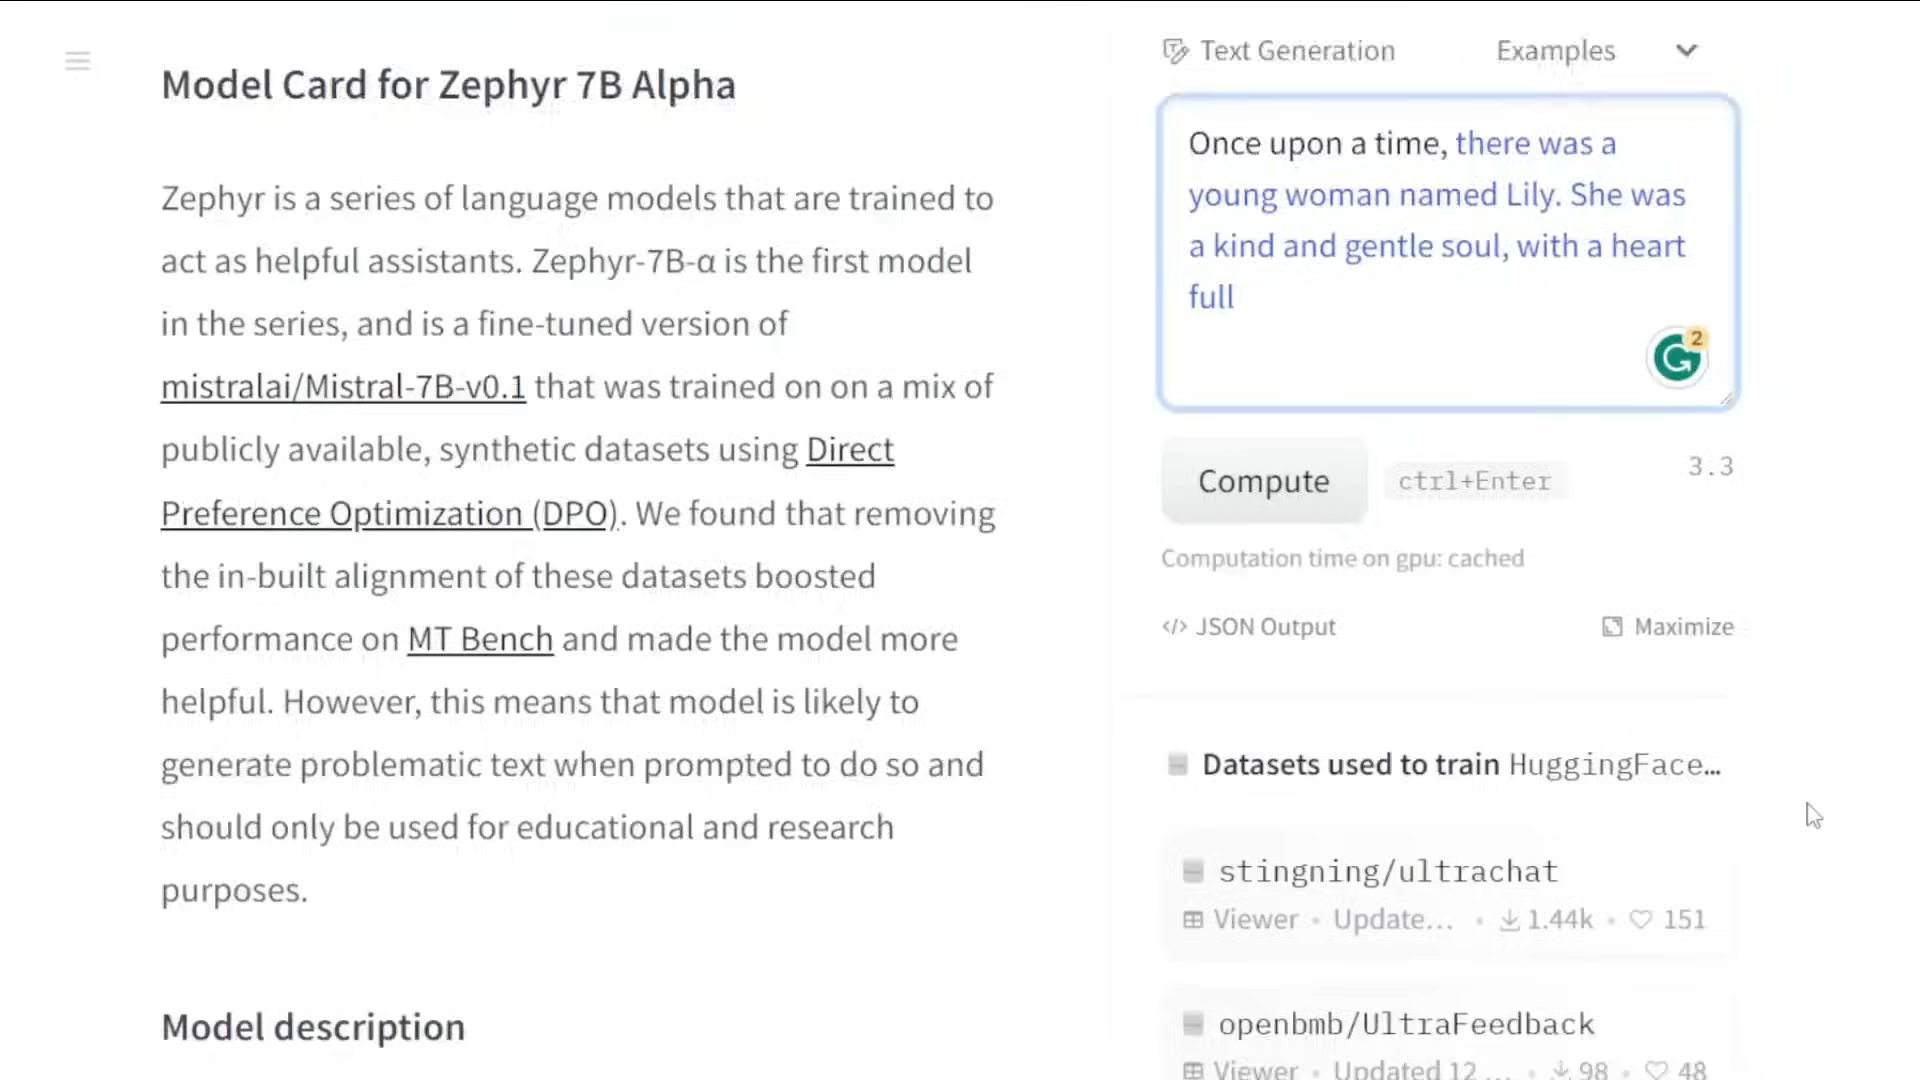 Model Card for Zephyr 7B Alpha
Zephyr is a series of language models that are trained to
act as helpful assistants. Zephyr-7B-α is the first model
in the series, and is a fine-tuned version of
mistralai/Mistral-7B-v0.1 that was trained on on a mix of
publicly available, synthetic datasets using Direct
Preference Optimization (DPO). We found that removing
the in-built alignment of these datasets boosted
performance on MT Bench and made the model more
helpful. However, this means that model is likely to
generate problematic text when prompted to do so and
should only be used for educational and research
purposes.
Model description
Text Generation
Examples
Once upon a time, there was a
young woman named Lily. She was
a kind and gentle soul, with a heart
full
2
Compute
ctrl+Enter
3.3
Computation time on gpu: cached
</> JSON Output
Maximize
Datasets used to train HuggingFace…
stingning/ultrachat
Viewer • Update… • 1.44k • 151
openbmb/UltraFeedback
Viewer • Updated 12 … • 98 • 48